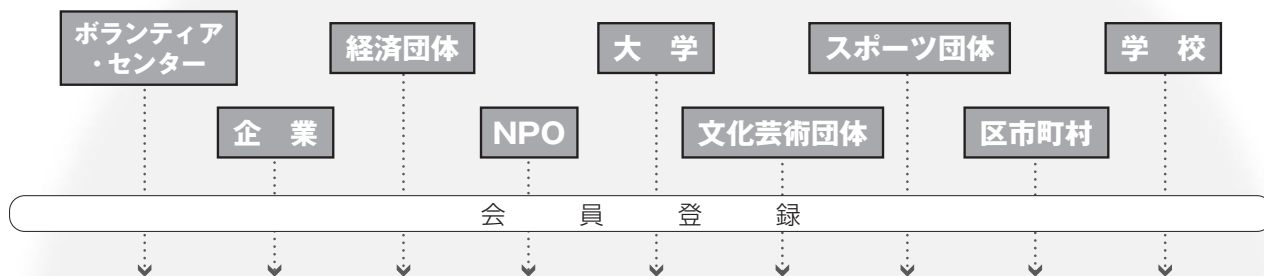 ボランティア
・センター
経済団体
大 学
スポーツ団体
学 校
企 業
NPO
文化芸術団体
区市町村
会 員 登 録